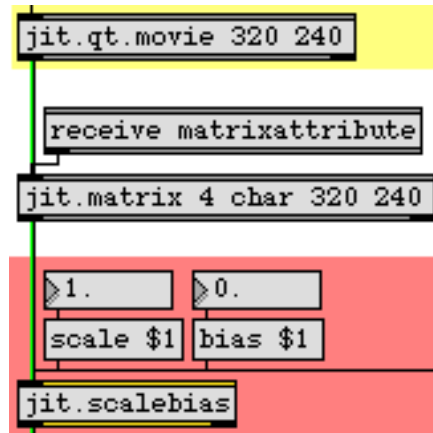 jit.qt.movie 320 240
receive matrixattribute
jit.matrix 4 char 320 240
1. 0.
scale $1 bias $1
jit.scalebias